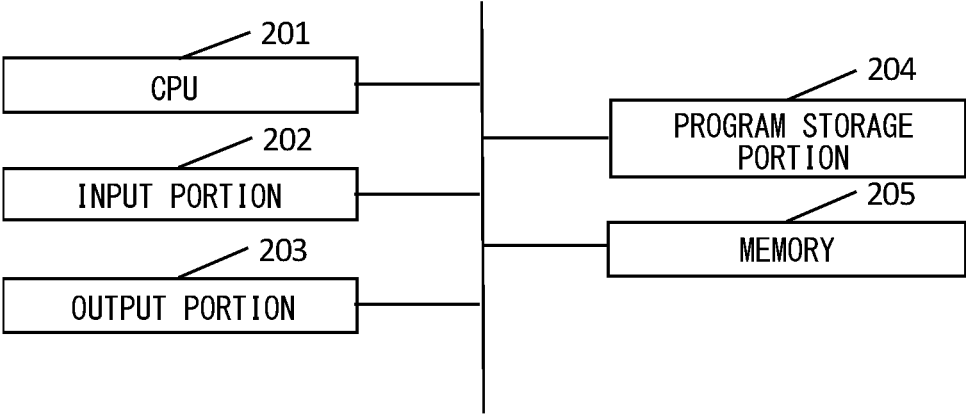 201
CPU
202
INPUT PORTION
203
OUTPUT PORTION
204
PROGRAM STORAGE
PORTION
205
MEMORY